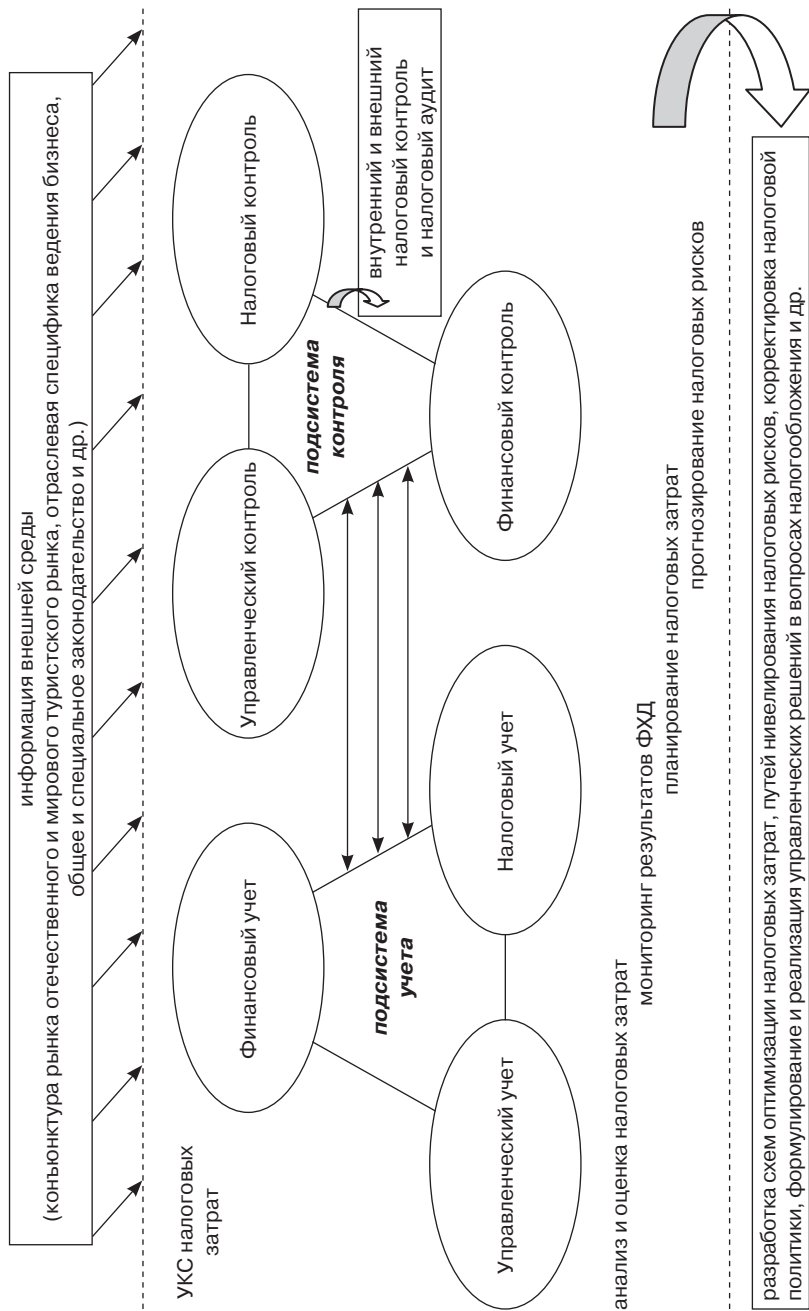 информация внешней среды
(конъюнктура рынка отечественного и мирового туристского рынка, отраслевая специфика ведения бизнеса,
общее и специальное законодательство и др.)
УКС налоговых
затрат
Финансовый учет
Управленческий контроль
Налоговый контроль
подсистема
учета
подсистема
контроля
внутренний и внешний
налоговый контроль
и налоговый аудит
Управленческий учет
Налоговый учет
Финансовый контроль
анализ и оценка налоговых затрат
мониторинг результатов ФХД
планирование налоговых затрат
прогнозирование налоговых рисков
разработка схем оптимизации налоговых затрат, путей нивелирования налоговых рисков, корректировка налоговой
политики, формулирование и реализация управленческих решений в вопросах налогообложения и др.